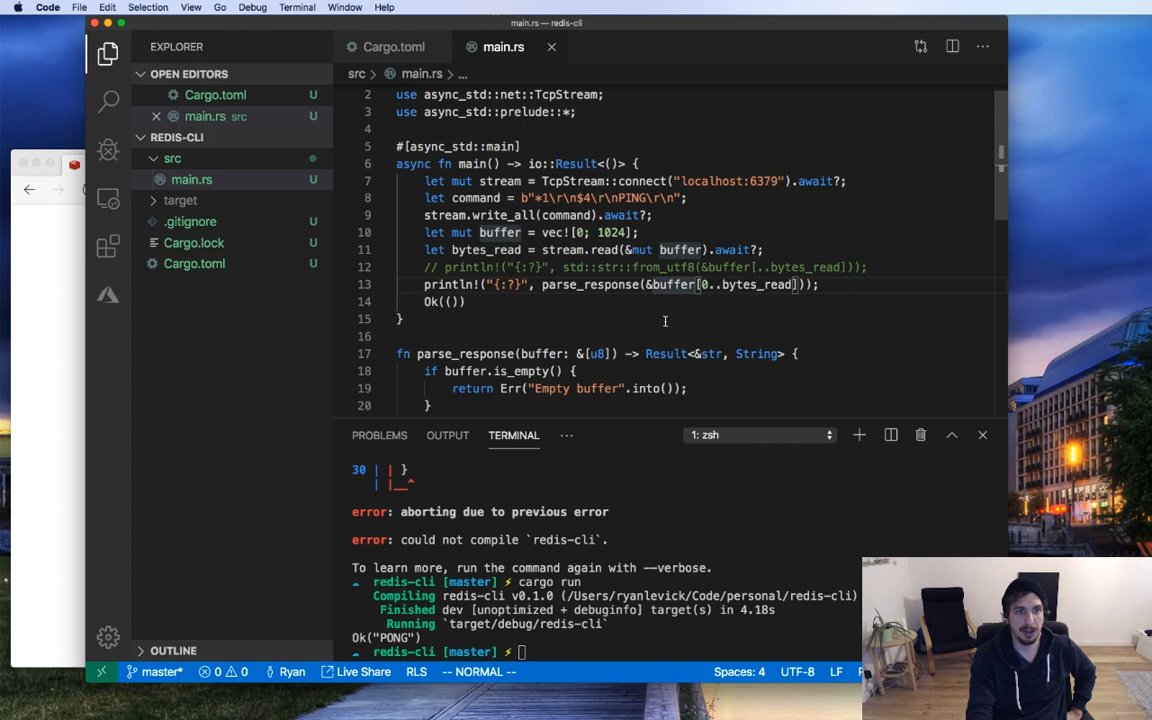 Code File Edit Selection View Go Debug Terminal Window Help
main.rs — redis-cli
EXPLORER
OPEN EDITORS
Cargo.toml U
main.rs src U
REDIS-CLI
src
main.rs U
target
.gitignore U
Cargo.lock U
Cargo.toml U
OUTLINE
Cargo.toml main.rs
src main.rs ...
2 use async_std::net::TcpStream;
3 use async_std::prelude::*;
4
5 #[async_std::main]
6 async fn main() -> io::Result<()> {
7 let mut stream = TcpStream::connect("localhost:6379").await?;
8 let command = b"*1\r\n$4\r\nPING\r\n";
9 stream.write_all(command).await?;
10 let mut buffer = vec![0; 1024];
11 let bytes_read = stream.read(&mut buffer).await?;
12 // println!("{:?}", std::str::from_utf8(&buffer[..bytes_read]));
13 println!("{:?}", parse_response(&buffer[0..bytes_read]));
14 Ok(())
15 }
16
17 fn parse_response(buffer: &[u8]) -> Result<&str, String> {
18 if buffer.is_empty() {
19 return Err("Empty buffer".into());
20 }
PROBLEMS OUTPUT TERMINAL ... 1: zsh
30 | | }
| |__^
error: aborting due to previous error
error: could not compile `redis-cli`.
To learn more, run the command again with --verbose.
redis-cli [master] ⚡ cargo run
Compiling redis-cli v0.1.0 (/Users/ryanlevick/Code/personal/redis-cli)
Finished dev [unoptimized + debuginfo] target(s) in 4.18s
Running `target/debug/redis-cli`
Ok("PONG")
redis-cli [master] ⚡
master* 0 0 Ryan Live Share RLS -- NORMAL -- Spaces: 4 UTF-8 LF